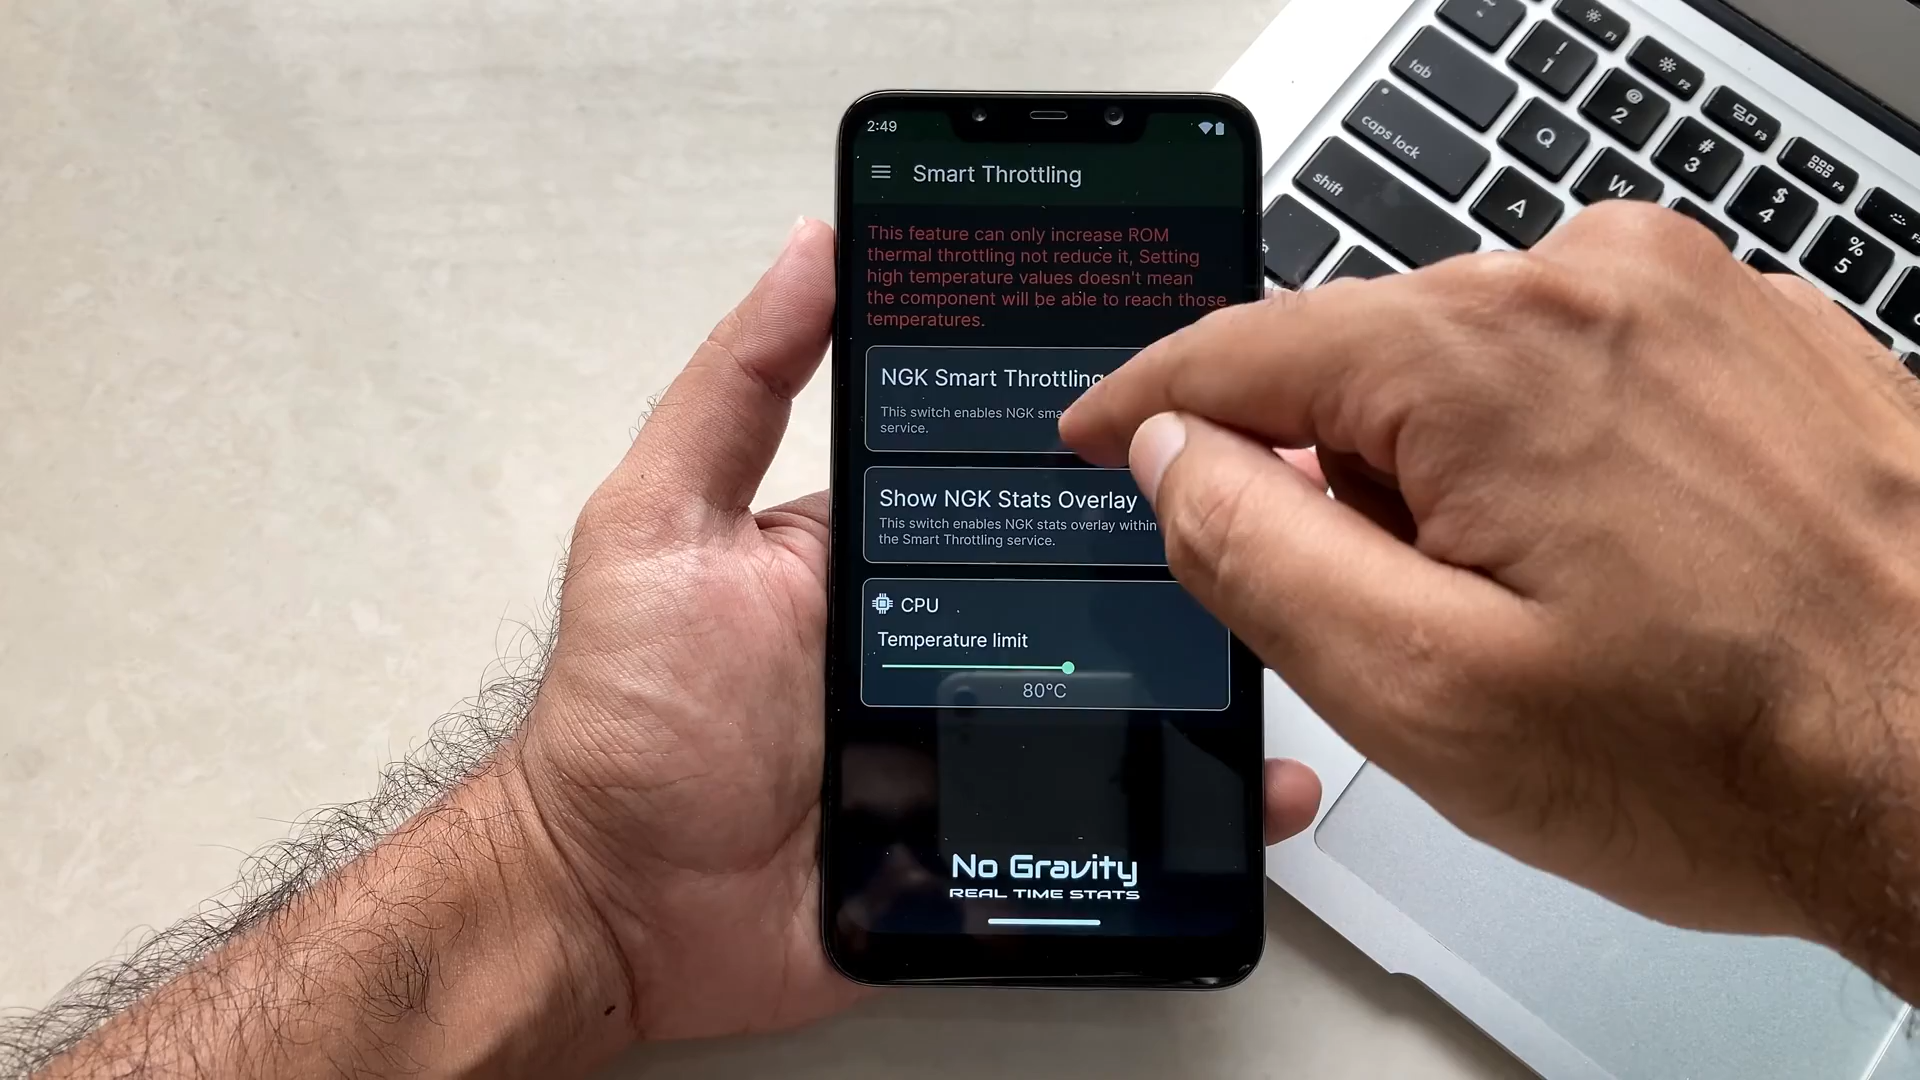 2:49
Smart Throttling
This feature can only increase ROM
thermal throttling not reduce it, Setting
high temperature values doesn't mean
the component will be able to reach those
temperatures.
NGK Smart Throttling
This switch enables NGK
service.
Show NGK Stats Overlay
This switch enables NGK stats overlay within
the Smart Throttling service.
CPU
Temperature limit
80°C
No Gravity
REAL TIME STATS
~
F1
F2
F3
F4
!
1
@
2
#
3
$
4
%
5
tab
Q
W
caps lock
A
shift